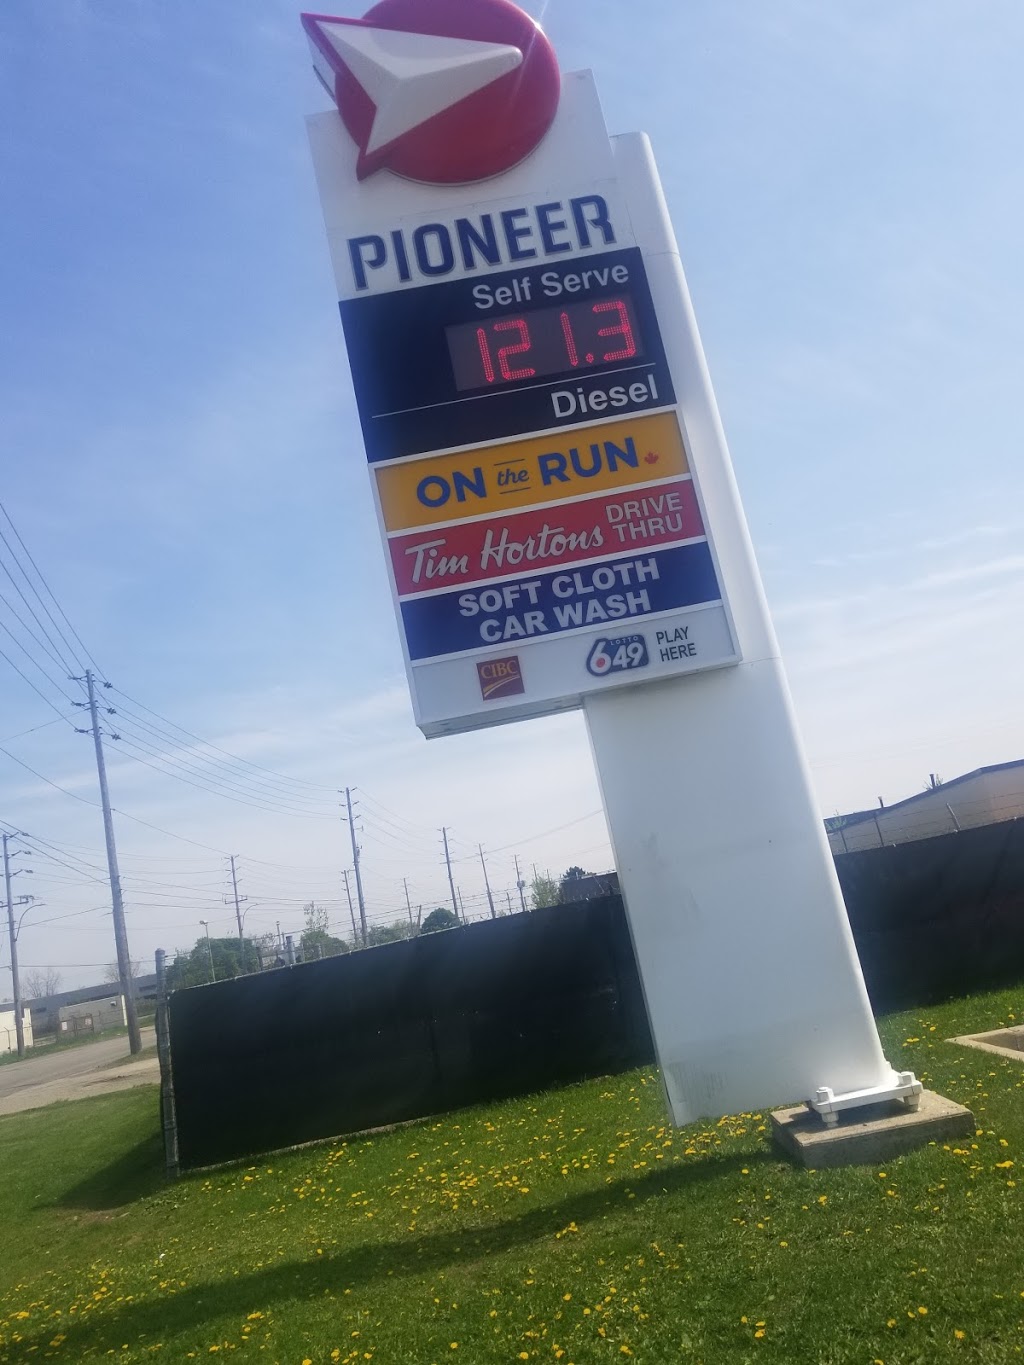 PIONEER
Self Serve
121.3
Diesel
ON the RUN
Tim Hortons DRIVE THRU
SOFT CLOTH
CAR WASH
CIBC
LOTTO
649
PLAY
HERE